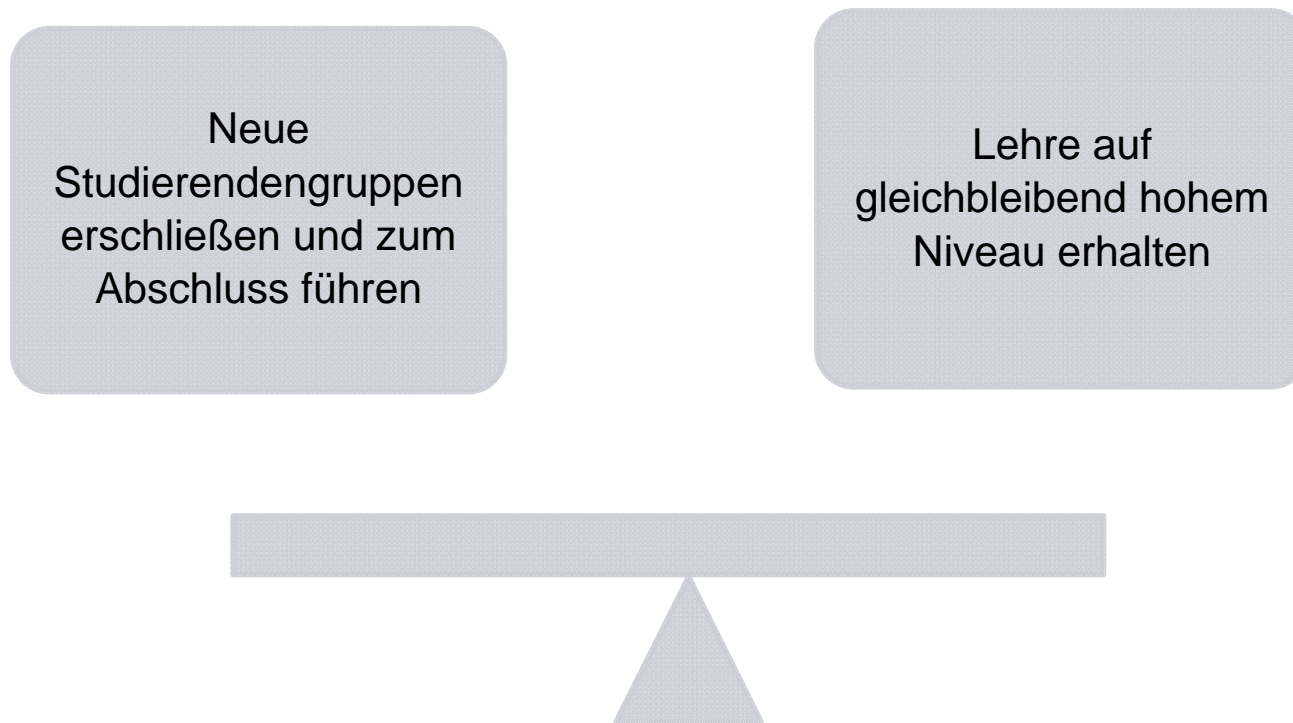 Neue
Studierendengruppen
erschließen und zum
Abschluss führen
Lehre auf
gleichbleibend hohem
Niveau erhalten